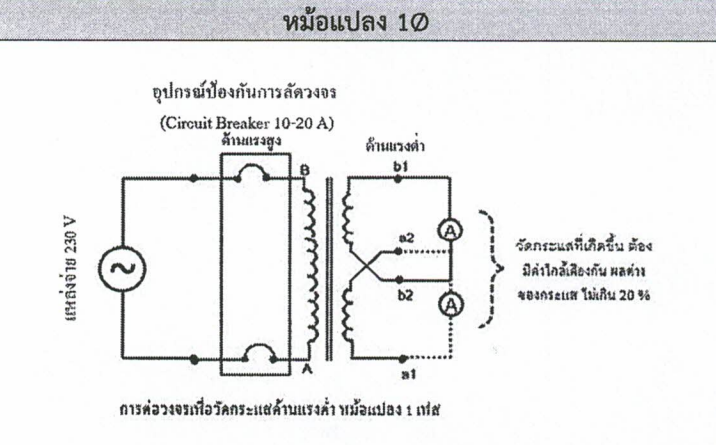 หม้อแปลง 1Ø
อุปกรณ์ป้องกันการลัดวงจร
(Circuit Breaker 10-20 A)
ด้านแรงสูง
ด้านแรงต่ำ
B
b1
A
a2
แหล่งจ่าย 230 V
วัดกระแสที่เกิดขึ้น ต้อง
มีค่าใกล้เคียงกัน ผลต่าง
ของกระแส ไม่เกิน 20 %
b2
A
A
a1
การต่อวงจรเพื่อวัดกระแสด้านแรงต่ำ หม้อแปลง 1 เฟส